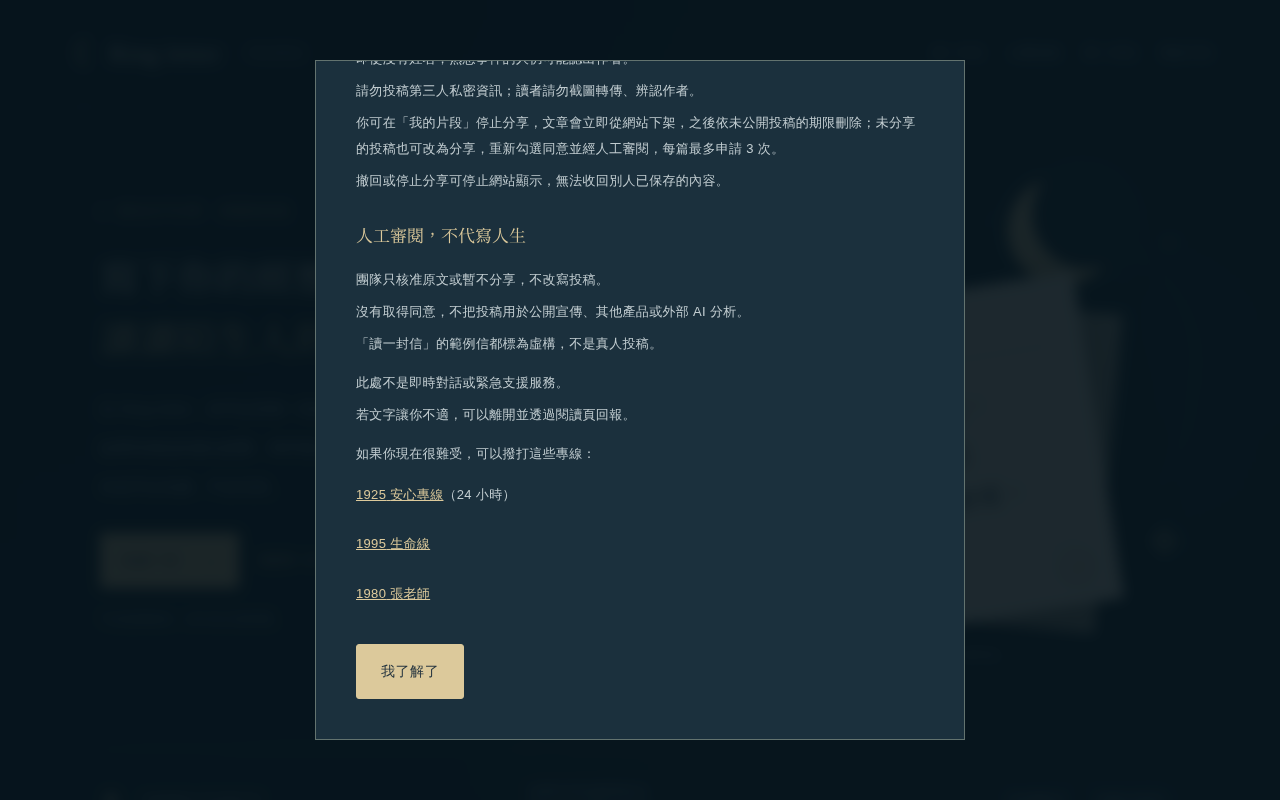 請勿投稿第三人私密資訊；讀者請勿截圖轉傳、辨認作者。
你可在「我的片段」停止分享，文章會立即從網站下架，之後依未公開投稿的期限刪除；未分享
的投稿也可改為分享，重新勾選同意並經人工審閱，每篇最多申請 3 次。
撤回或停止分享可停止網站顯示，無法收回別人已保存的內容。
人工審閱，不代寫人生
團隊只核准原文或暫不分享，不改寫投稿。
沒有取得同意，不把投稿用於公開宣傳、其他產品或外部 AI 分析。
「讀一封信」的範例信都標為虛構，不是真人投稿。
此處不是即時對話或緊急支援服務。
若文字讓你不適，可以離開並透過閱讀頁回報。
如果你現在很難受，可以撥打這些專線：
1925 安心專線（24 小時）
1995 生命線
1980 張老師
我了解了